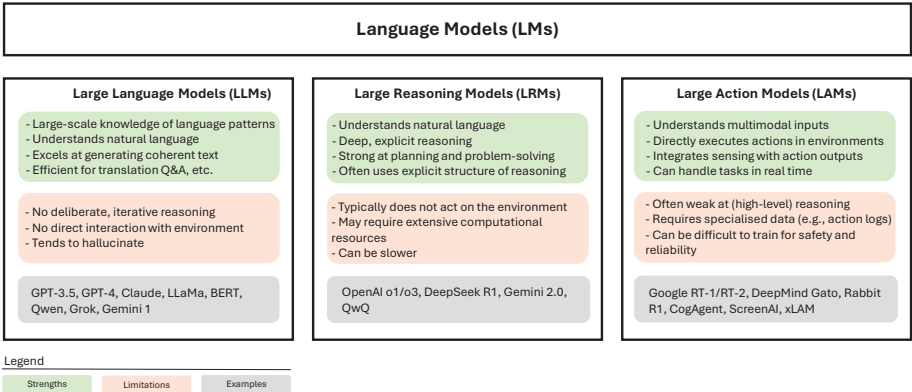 Language Models (LMs)
Large Language Models (LLMs)
- Large-scale knowledge of language patterns
- Understands natural language
- Excels at generating coherent text
- Efficient for translation Q&A, etc.
- No deliberate, iterative reasoning
- No direct interaction with environment
- Tends to hallucinate
GPT-3.5, GPT-4, Claude, LLaMa, BERT,
Qwen, Grok, Gemini 1
Large Reasoning Models (LRMs)
- Understands natural language
- Deep, explicit reasoning
- Strong at planning and problem-solving
- Often uses explicit structure of reasoning
- Typically does not act on the environment
- May require extensive computational
resources
- Can be slower
OpenAI o1/o3, DeepSeek R1, Gemini 2.0,
QwQ
Large Action Models (LAMs)
- Understands multimodal inputs
- Directly executes actions in environments
- Integrates sensing with action outputs
- Can handle tasks in real time
- Often weak at (high-level) reasoning
- Requires specialised data (e.g., action logs)
- Can be difficult to train for safety and
reliability
Google RT-1/RT-2, DeepMind Gato, Rabbit
R1, CogAgent, ScreenAI, xLAM
Legend
Strengths
Limitations
Examples